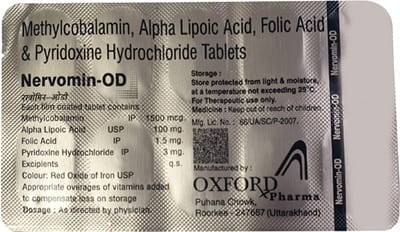 Methylcobalamin, Alpha Lipoic Acid, Folic Acid
& Pyridoxine Hydrochloride Tablets
Nervomin-OD
Each film coated tablet contains :
Methylcobalamin IP 1500 mcg.
Alpha Lipoic Acid USP 100 mg.
Folic Acid IP 1.5 mg.
Pyridoxine Hydrochloride IP 3 mg.
Excipients q.s.
Colour: Red Oxide of Iron USP
Appropriate overages of vitamins added
to compensate loss on storage
Dosage : As directed by physician.
Storage :
Store protected from light & moisture,
at a temperature not exceeding 25°C.
For Therapeutic use only.
Medicine : Keep out of reach of children
Mfg. Lic. No. : 66/UA/SC/P-2007.
Manufactured by :
OXFORD
Pharma
Puhana Chowk,
Roorkee - 247667 (Uttarakhand)
Nervomin-OD